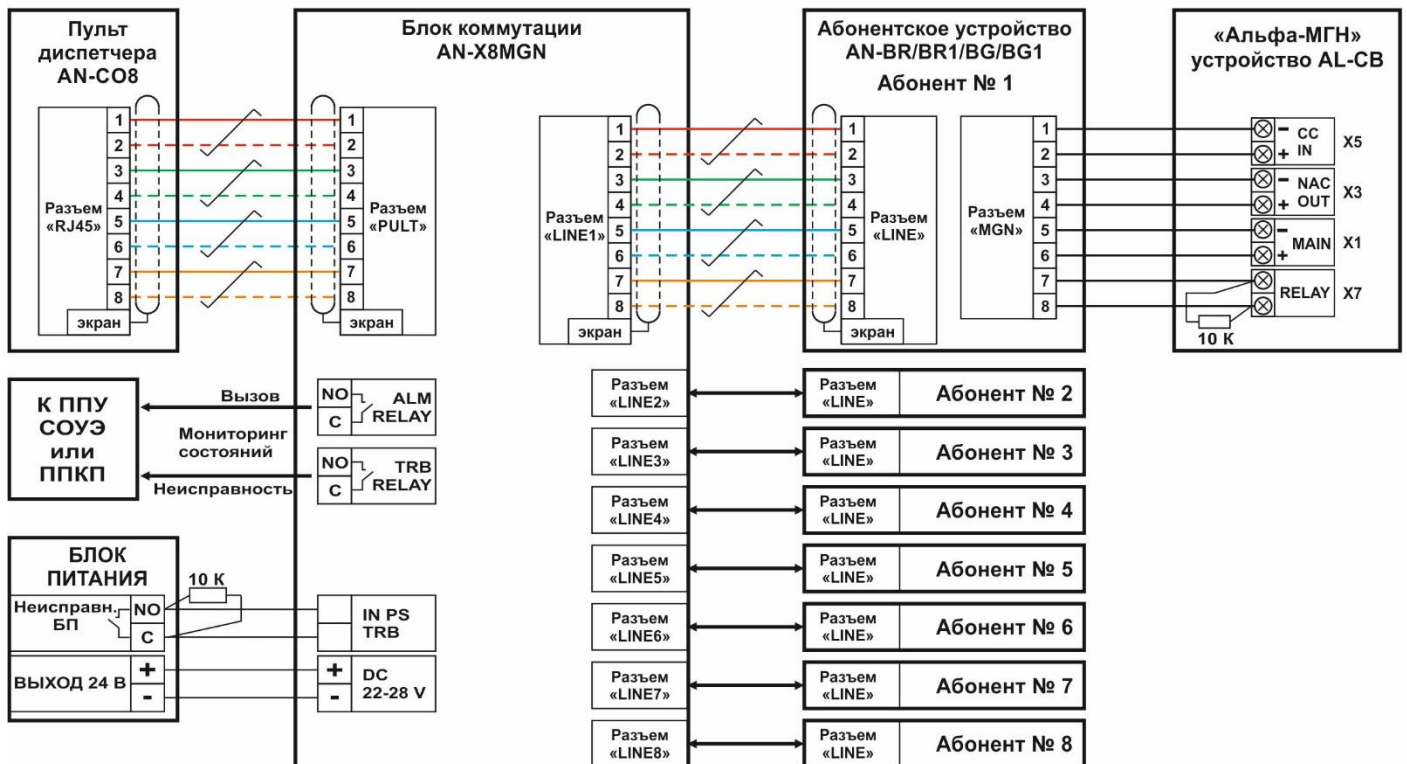 Пульт
диспетчера
AN-CO8
Разъем
«RJ45»
1
2
3
4
5
6
7
8
экран
Блок коммутации
AN-X8MGN
1
2
3
4
5
6
7
8
Разъем
«PULT»
экран
Разъем
«LINE1»
1
2
3
4
5
6
7
8
экран
Абонентское устройство
AN-BR/BR1/BG/BG1
Абонент № 1
1
2
3
4
5
6
7
8
Разъем
«LINE»
экран
Разъем
«MGN»
1
2
3
4
5
6
7
8
«Альфа-МГН»
устройство AL-CB
- CC
+ IN
X5
- NAC
+ OUT
X3
-
+ MAIN
X1
RELAY
X7
10 К
К ППУ
СОУЭ
или
ППКП
Вызов
Мониторинг
состояний
Неисправность
NO
C
ALM
RELAY
NO
C
TRB
RELAY
БЛОК
ПИТАНИЯ
10 К
Неисправн.
БП
NO
C
IN PS
TRB
ВЫХОД 24 В
+
-
+
-
DC
22-28 V
Разъем
«LINE2»
Разъем
«LINE»
Абонент № 2
Разъем
«LINE3»
Разъем
«LINE»
Абонент № 3
Разъем
«LINE4»
Разъем
«LINE»
Абонент № 4
Разъем
«LINE5»
Разъем
«LINE»
Абонент № 5
Разъем
«LINE6»
Разъем
«LINE»
Абонент № 6
Разъем
«LINE7»
Разъем
«LINE»
Абонент № 7
Разъем
«LINE8»
Разъем
«LINE»
Абонент № 8